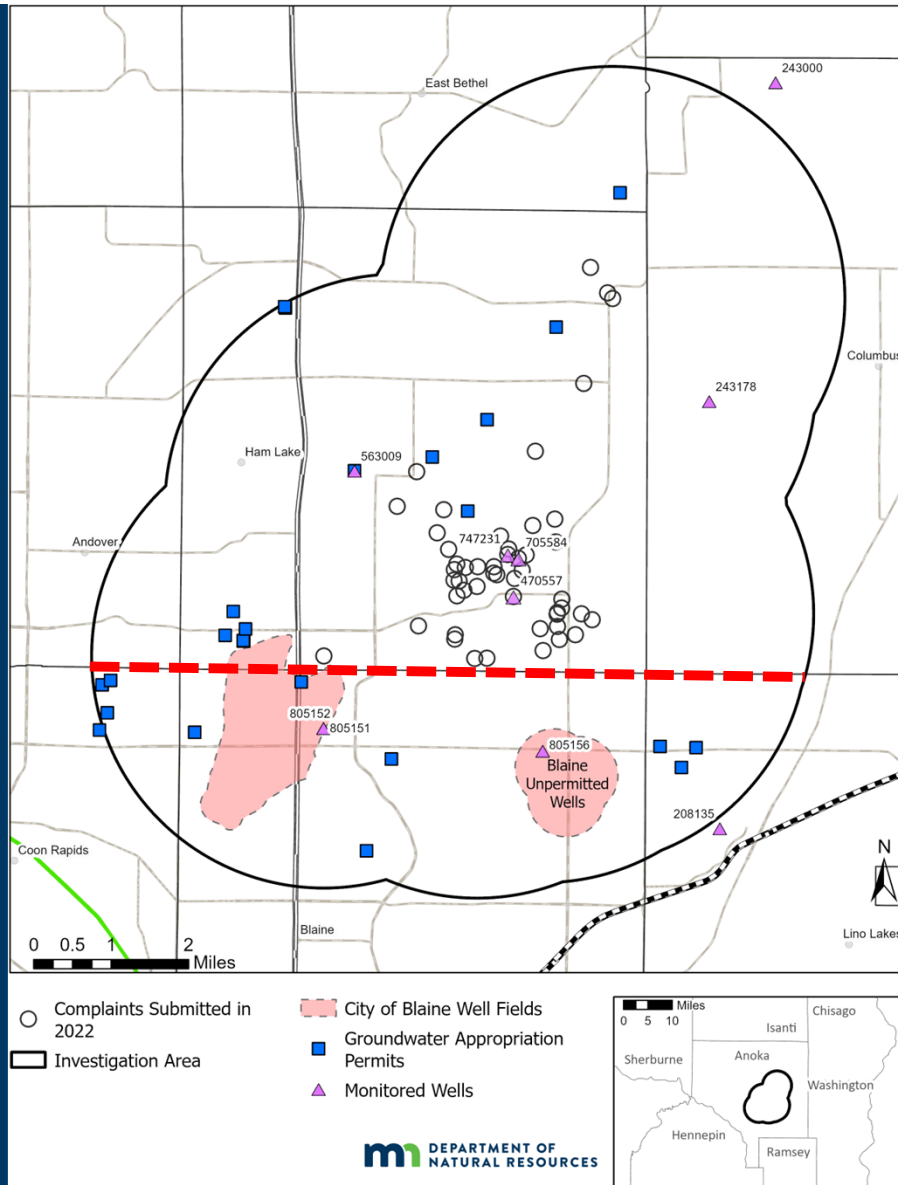 243000
East Bethel
Columbus
243178
Ham Lake
563009
Andover
747231
705584
470557
805152
805151
805156
Blaine
Unpermitted
Wells
208135
Coon Rapids
N
Blaine
Lino Lakes
0 0.5 1 2
Miles
Complaints Submitted in
2022
Investigation Area
City of Blaine Well Fields
Groundwater Appropriation
Permits
Monitored Wells
Miles
0 5 10
Chisago
Isanti
Sherburne
Anoka
Washington
Hennepin
Ramsey
mn DEPARTMENT OF
NATURAL RESOURCES